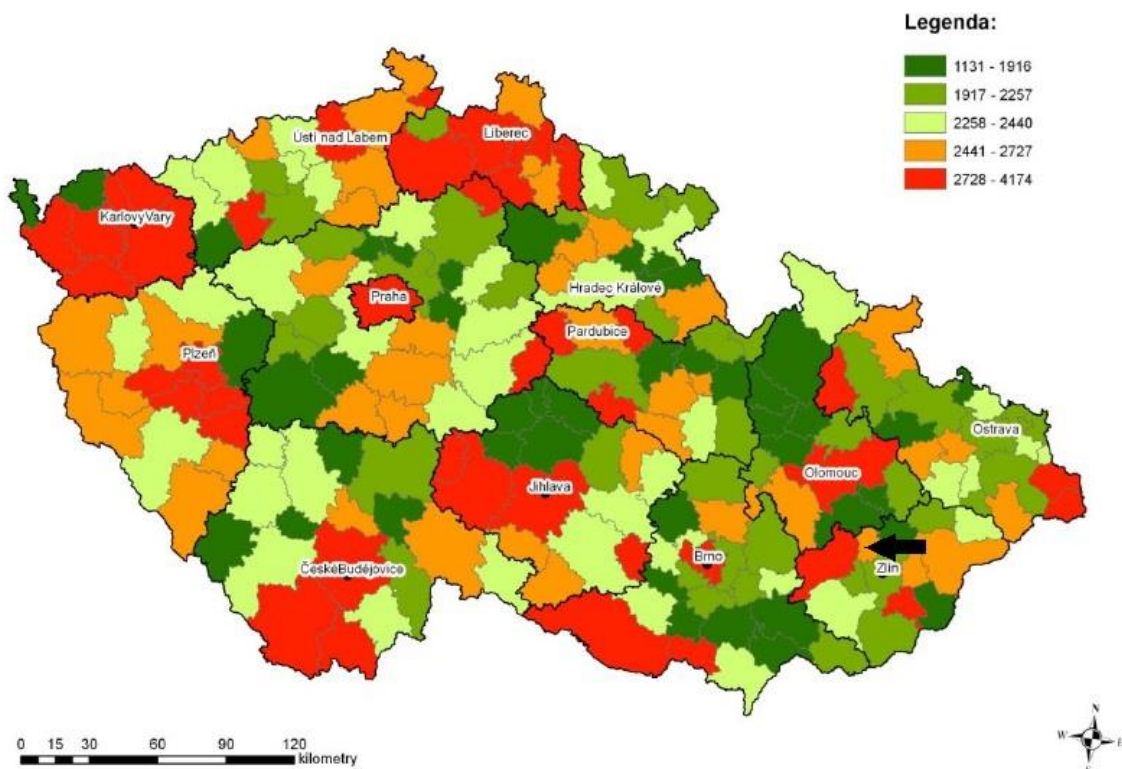 Legenda:
1131 - 1916
1917 - 2257
2258 - 2440
2441 - 2727
2728 - 4174
Ústí nad Labem
Liberec
KarlovyVary
Praha
Hradec Králové
Pardubice
Plzeň
Ostrava
Olomouc
Jihlava
Brno
Zlín
ČeskéBudějovice
0 15 30 60 90 120
kilometry
N
W E
S